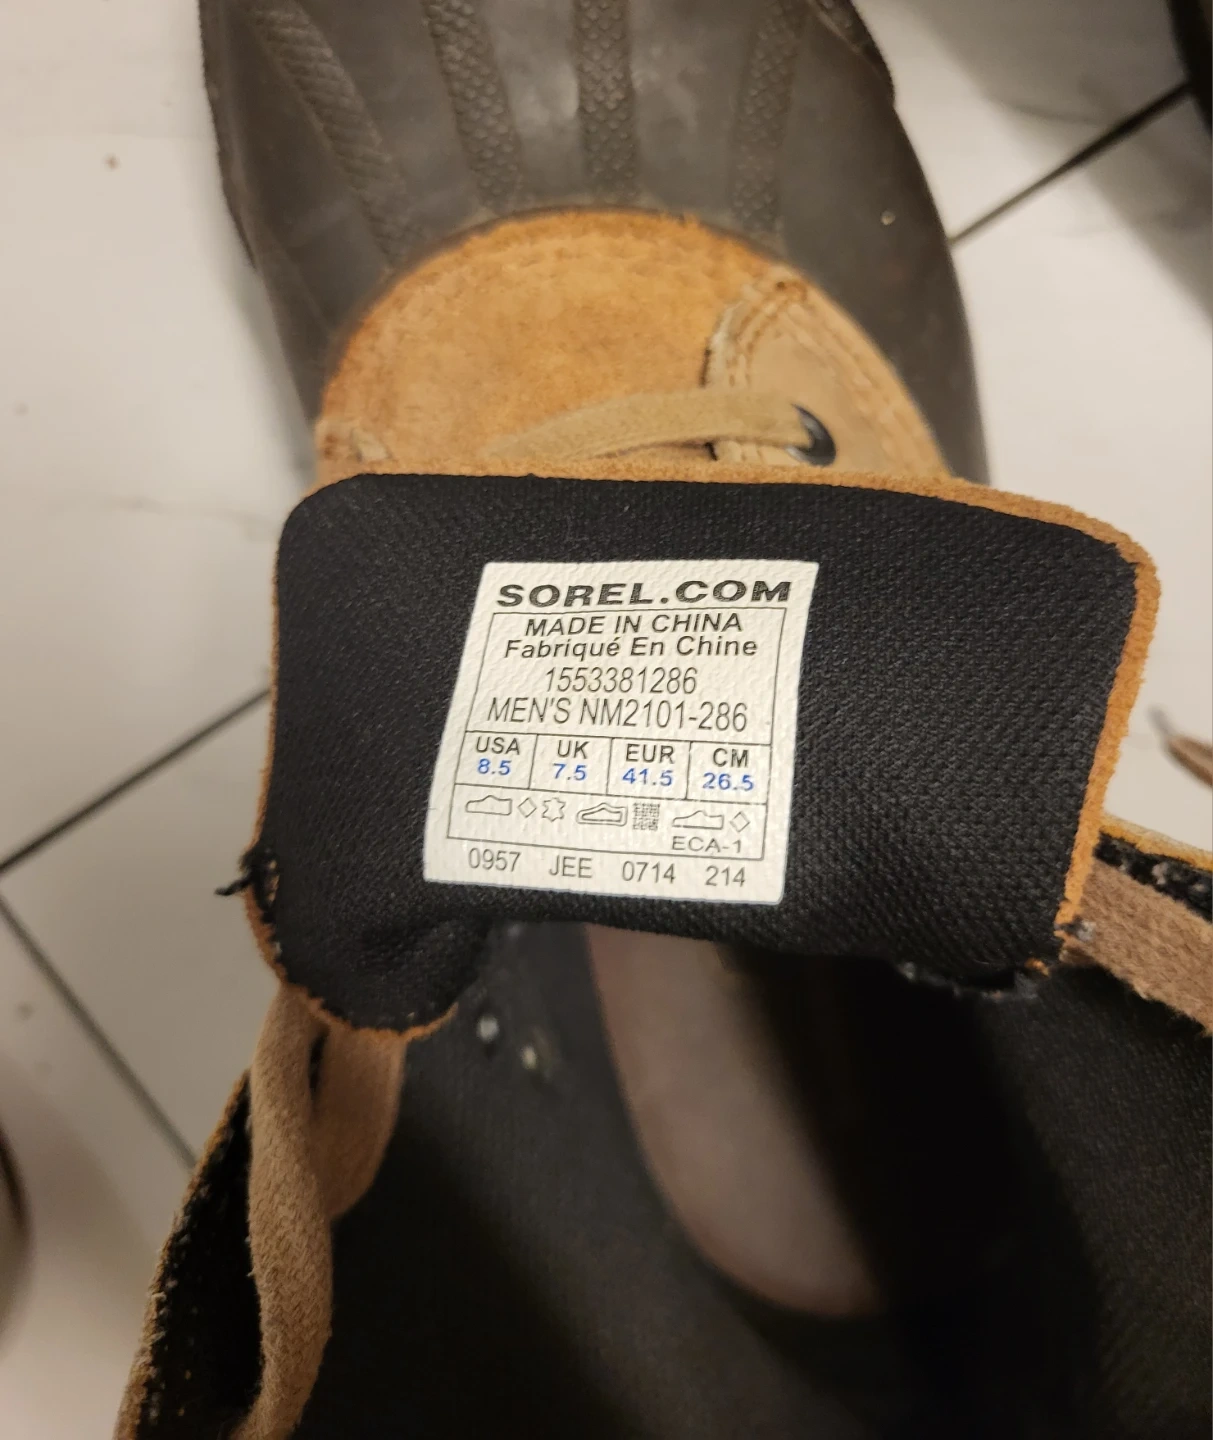 SOREL.COM
MADE IN CHINA
Fabriqué En Chine
1553381286
MEN'S NM2101-286
USA UK EUR CM
8.5 7.5 41.5 26.5
ECA-1
0957 JEE 0714 214